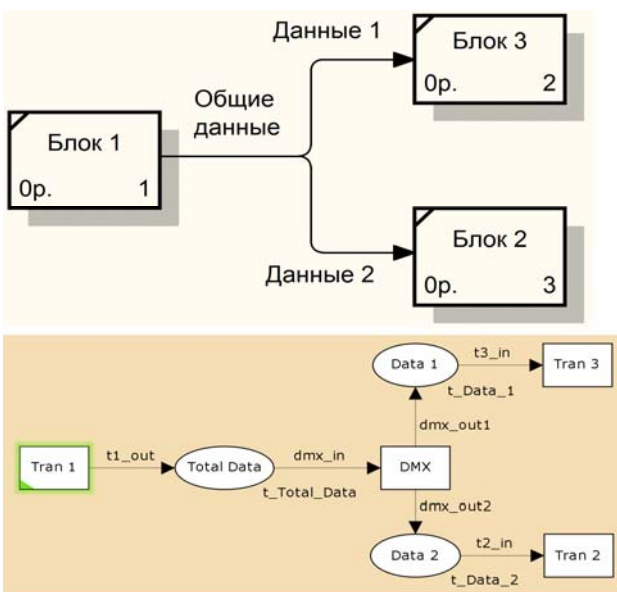 Данные 1
Блок 3
0р. 2
Общие
данные
Блок 1
0р. 1
Блок 2
Данные 2
0р. 3
Data 1
t3_in
Tran 3
t_Data_1
dmx_out1
Tran 1
t1_out
Total Data
dmx_in
DMX
t_Total_Data
dmx_out2
Data 2
t2_in
Tran 2
t_Data_2